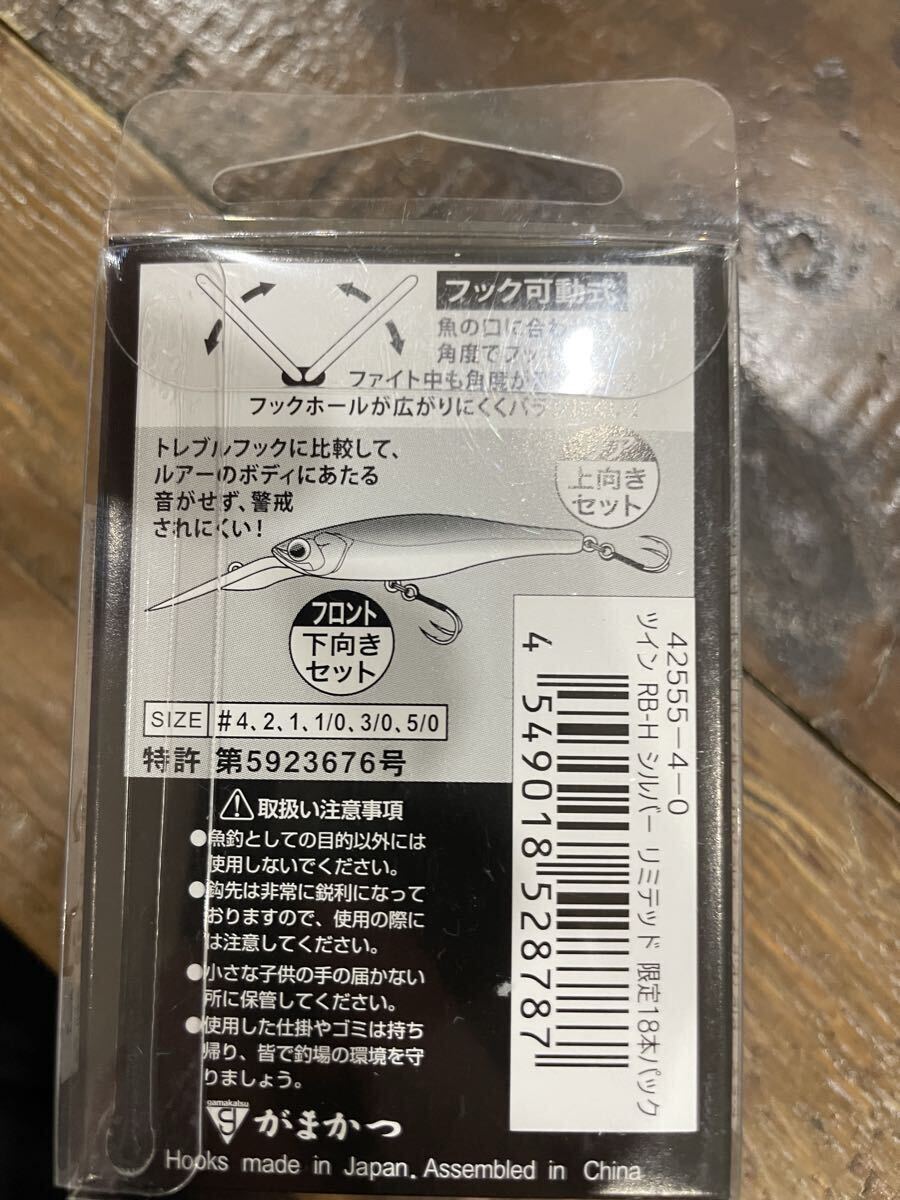 フック可動式
魚の口に合
角度でフッ
ファイト中も角度が
フックホールが広がりにくくバラ
トレブルフックに比較して、
ルアーのボディにあたる
音がせず、警戒
されにくい!
上向き
セット
フロント
下向き
セット
SIZE #4、2、1、1/0、3/0、5/0
特許 第5923676号
取扱い注意事項
●魚釣としての目的以外には
使用しないでください。
●鈎先は非常に鋭利になって
おりますので、使用の際に
は注意してください。
●小さな子供の手の届かない
所に保管してください。
●使用した仕掛やゴミは持ち
帰り、皆で釣場の環境を守
りましょう。
gamakatsu
がまかつ
Hooks made in Japan. Assembled in China
42555-4-0
ツイン RB-H シルバー リミテッド 限定18本パック
4 549018 528787